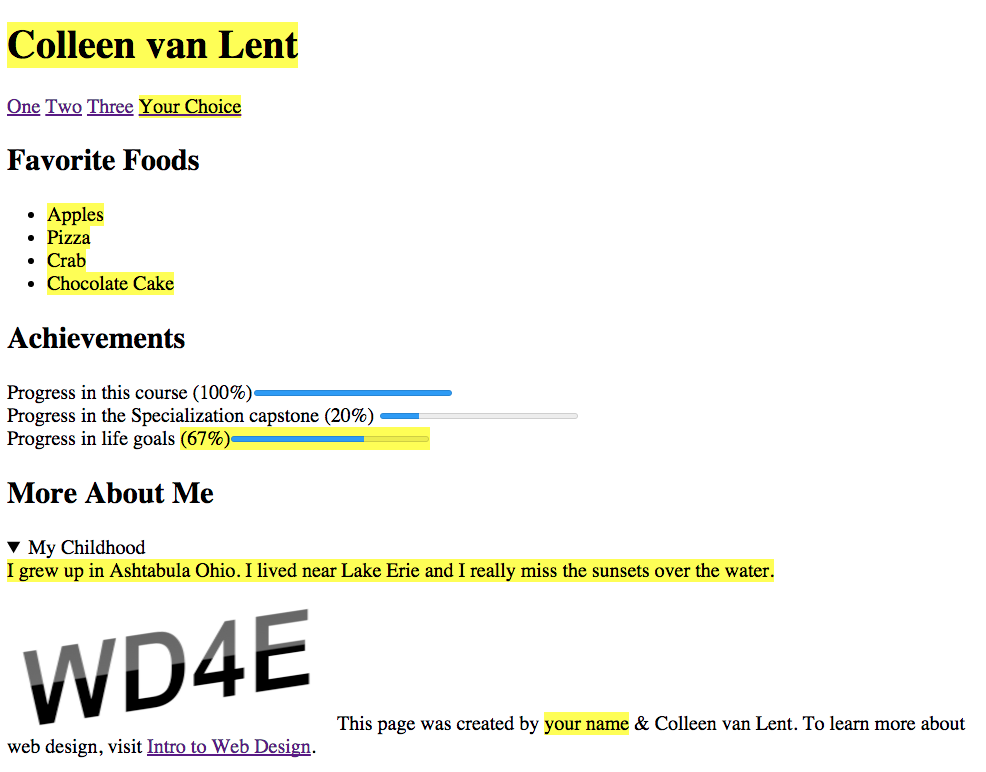 Colleen van Lent
One Two Three Your Choice
Favorite Foods
Apples
Pizza
Crab
Chocolate Cake
Achievements
Progress in this course (100%)
Progress in the Specialization capstone (20%)
Progress in life goals (67%)
More About Me
▼ My Childhood
I grew up in Ashtabula Ohio. I lived near Lake Erie and I really miss the sunsets over the water.
WD4E
This page was created by your name & Colleen van Lent. To learn more about
web design, visit Intro to Web Design.